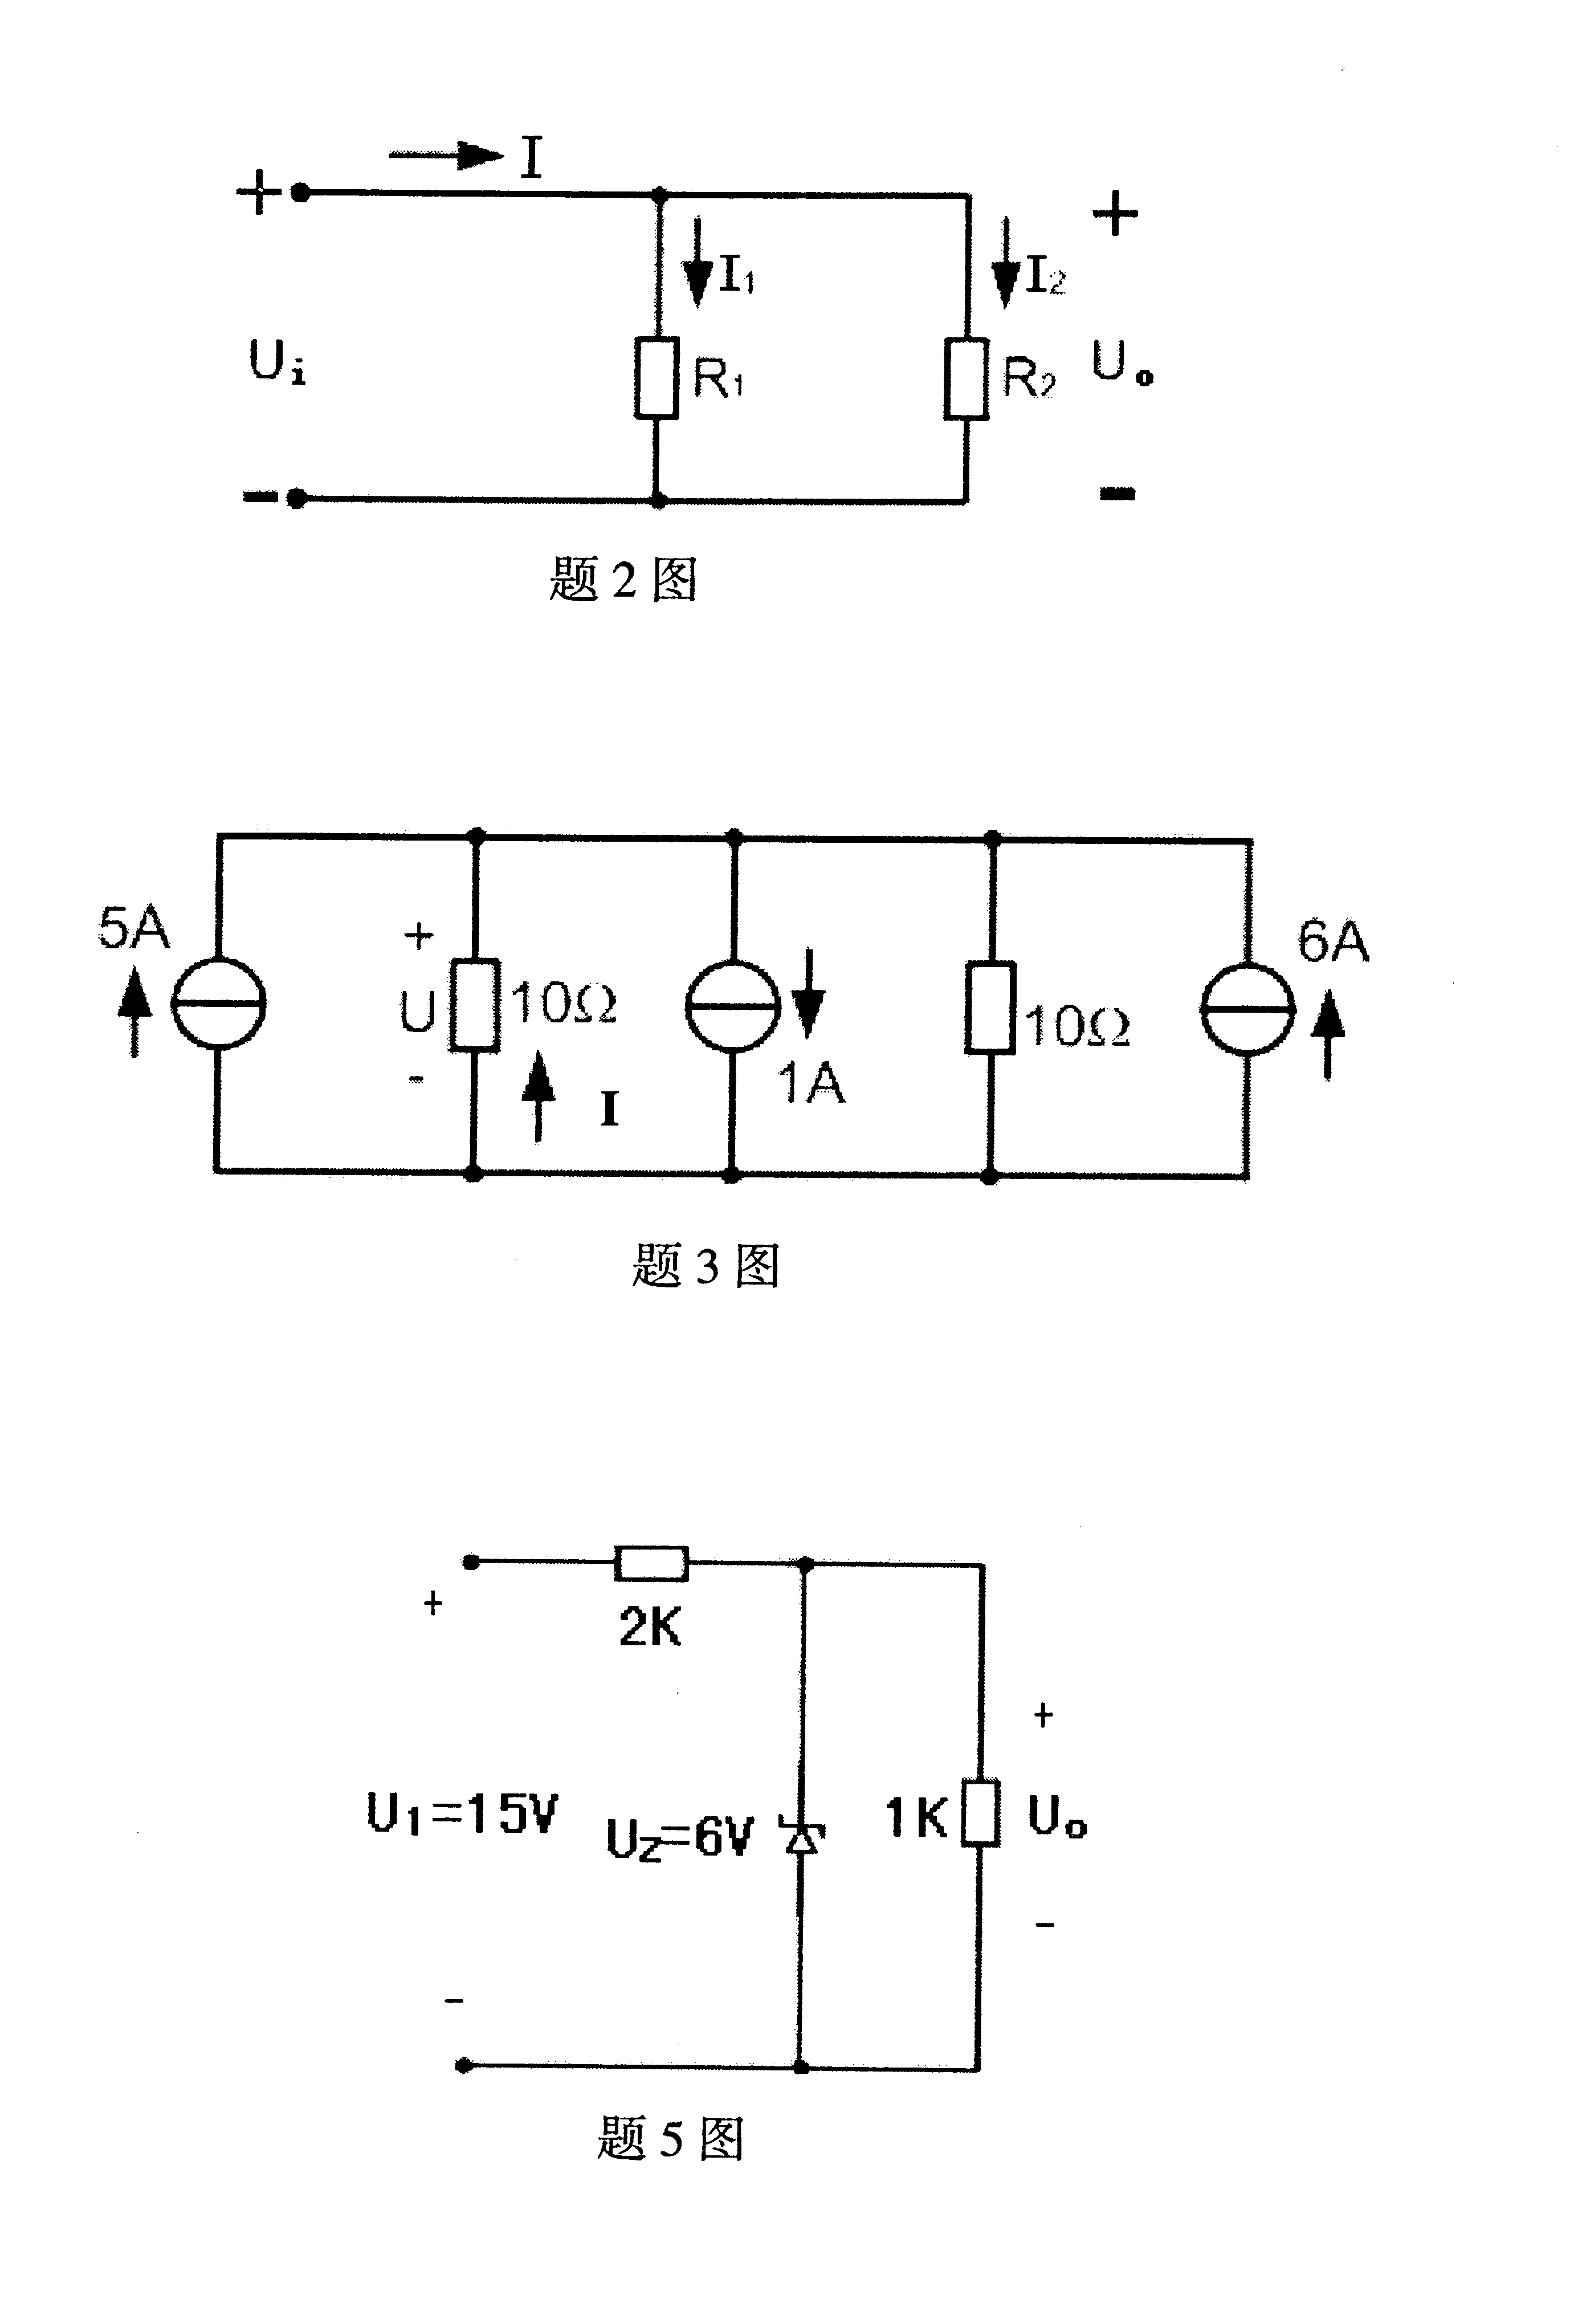 I
+ +
I1 I2
Ui R1 R2 Uo
- -
题 2 图
5A 6A
+
U 10Ω 10Ω
- I 1A
题 3 图
+ 2K
+
U1=15V UZ=6V 1K Uo
-
-
题 5 图